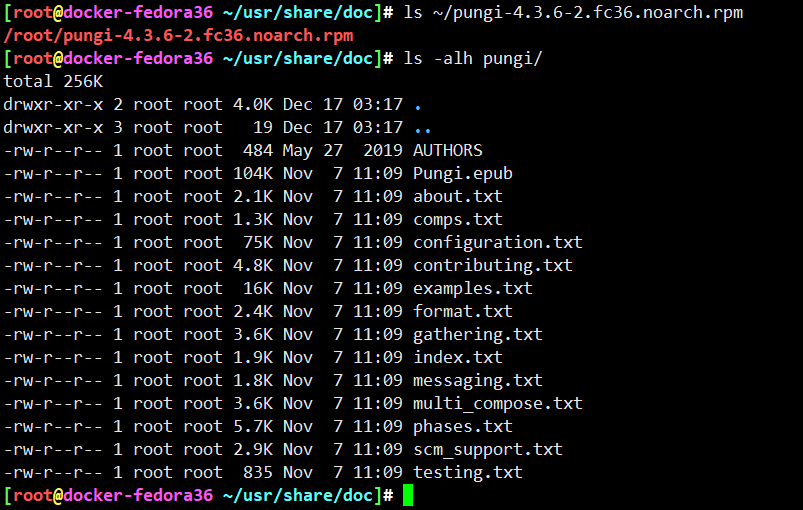 [root@docker-fedora36 ~/usr/share/doc]# ls ~/pungi-4.3.6-2.fc36.noarch.rpm
/root/pungi-4.3.6-2.fc36.noarch.rpm
[root@docker-fedora36 ~/usr/share/doc]# ls -alh pungi/
total 256K
drwxr-xr-x 2 root root 4.0K Dec 17 03:17 .
drwxr-xr-x 3 root root   19 Dec 17 03:17 ..
-rw-r--r-- 1 root root  484 May 27  2019 AUTHORS
-rw-r--r-- 1 root root 104K Nov  7 11:09 Pungi.epub
-rw-r--r-- 1 root root 2.1K Nov  7 11:09 about.txt
-rw-r--r-- 1 root root 1.3K Nov  7 11:09 comps.txt
-rw-r--r-- 1 root root  75K Nov  7 11:09 configuration.txt
-rw-r--r-- 1 root root 4.8K Nov  7 11:09 contributing.txt
-rw-r--r-- 1 root root  16K Nov  7 11:09 examples.txt
-rw-r--r-- 1 root root 2.4K Nov  7 11:09 format.txt
-rw-r--r-- 1 root root 3.6K Nov  7 11:09 gathering.txt
-rw-r--r-- 1 root root 1.9K Nov  7 11:09 index.txt
-rw-r--r-- 1 root root 1.8K Nov  7 11:09 messaging.txt
-rw-r--r-- 1 root root 3.6K Nov  7 11:09 multi_compose.txt
-rw-r--r-- 1 root root 5.7K Nov  7 11:09 phases.txt
-rw-r--r-- 1 root root 2.9K Nov  7 11:09 scm_support.txt
-rw-r--r-- 1 root root  835 Nov  7 11:09 testing.txt
[root@docker-fedora36 ~/usr/share/doc]#